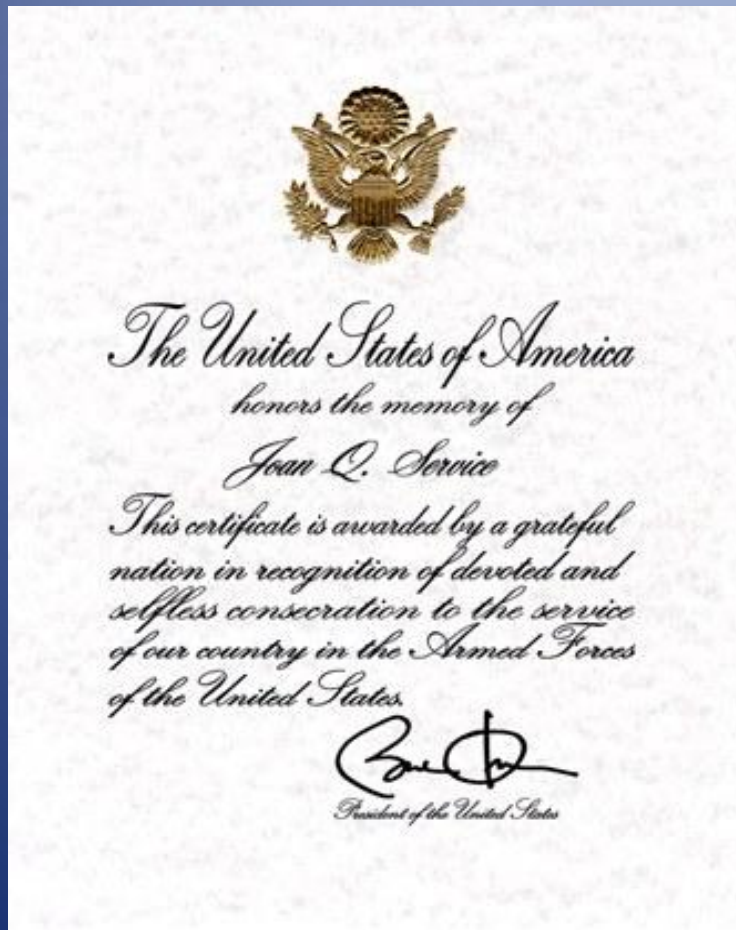 The United States of America
honors the memory of
Joan Q. Service
This certificate is awarded by a grateful
nation in recognition of devoted and
selfless consecration to the service
of our country in the Armed Forces
of the United States.
President of the United States